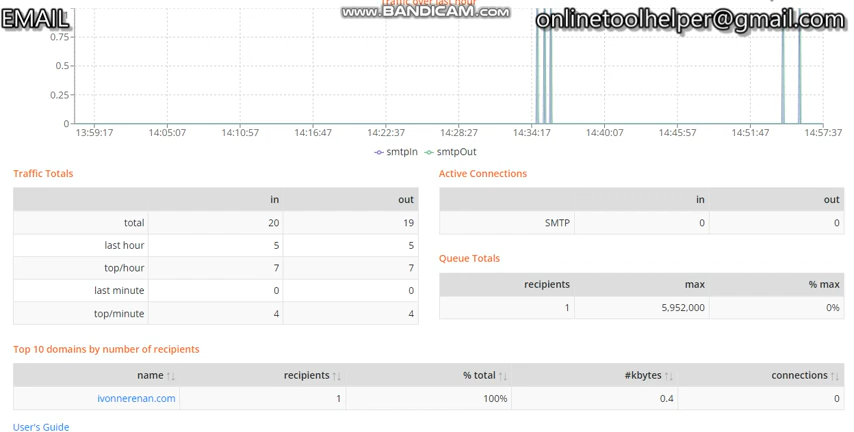 Traffic over last hour
WWW.BANDICAM.COM
EMAIL
onlinetoolhelper@gmail.com
0.75
0.5
0.25
0
13:59:17 14:05:07 14:10:57 14:16:47 14:22:37 14:28:27 14:34:17 14:40:07 14:45:57 14:51:47 14:57:37
smtpIn smtpOut
Traffic Totals
in out
total 20 19
last hour 5 5
top/hour 7 7
last minute 0 0
top/minute 4 4
Active Connections
in out
SMTP 0 0
Queue Totals
recipients max % max
1 5,952,000 0%
Top 10 domains by number of recipients
name recipients % total #kbytes connections
ivonnerenan.com 1 100% 0.4 0
User's Guide